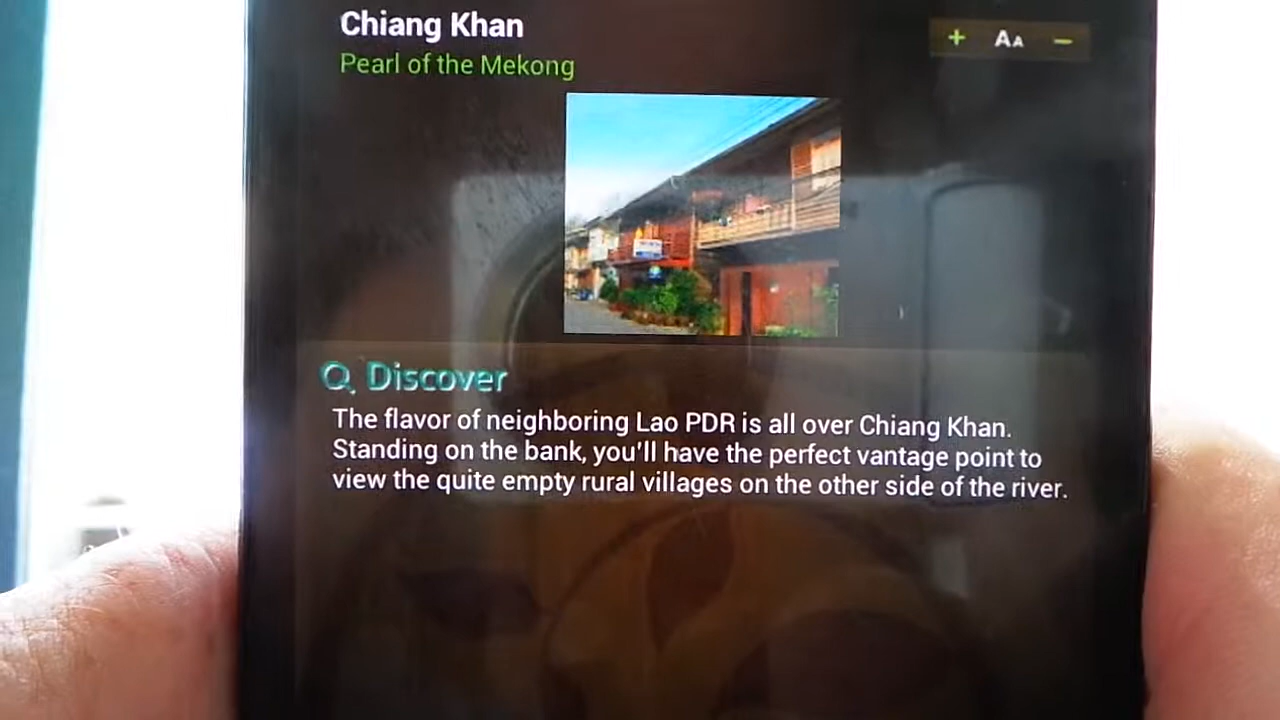 Chiang Khan
+ AA –
Pearl of the Mekong
Discover
The flavor of neighboring Lao PDR is all over Chiang Khan.
Standing on the bank, you'll have the perfect vantage point to
view the quite empty rural villages on the other side of the river.